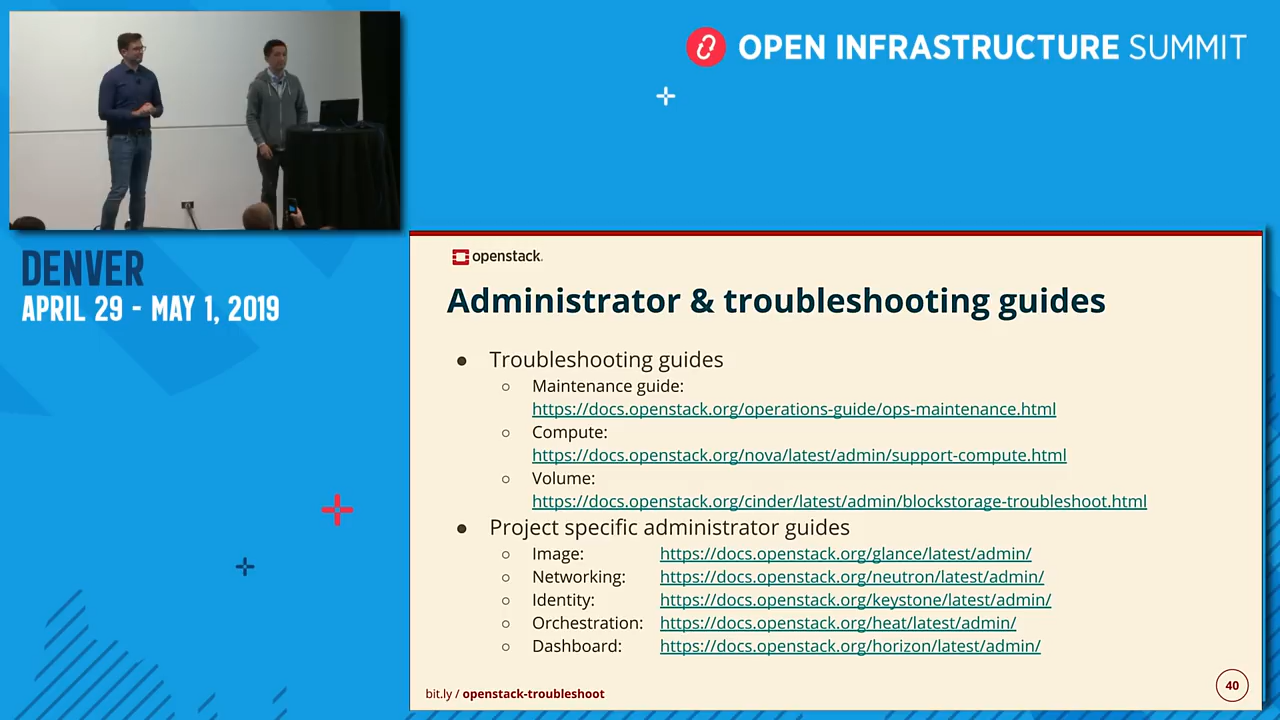 OPEN INFRASTRUCTURE SUMMIT
DENVER
APRIL 29 - MAY 1, 2019
openstack.
Administrator & troubleshooting guides
● Troubleshooting guides
○ Maintenance guide:
https://docs.openstack.org/operations-guide/ops-maintenance.html
○ Compute:
https://docs.openstack.org/nova/latest/admin/support-compute.html
○ Volume:
https://docs.openstack.org/cinder/latest/admin/blockstorage-troubleshoot.html
● Project specific administrator guides
○ Image: https://docs.openstack.org/glance/latest/admin/
○ Networking: https://docs.openstack.org/neutron/latest/admin/
○ Identity: https://docs.openstack.org/keystone/latest/admin/
○ Orchestration: https://docs.openstack.org/heat/latest/admin/
○ Dashboard: https://docs.openstack.org/horizon/latest/admin/
bit.ly / openstack-troubleshoot
40